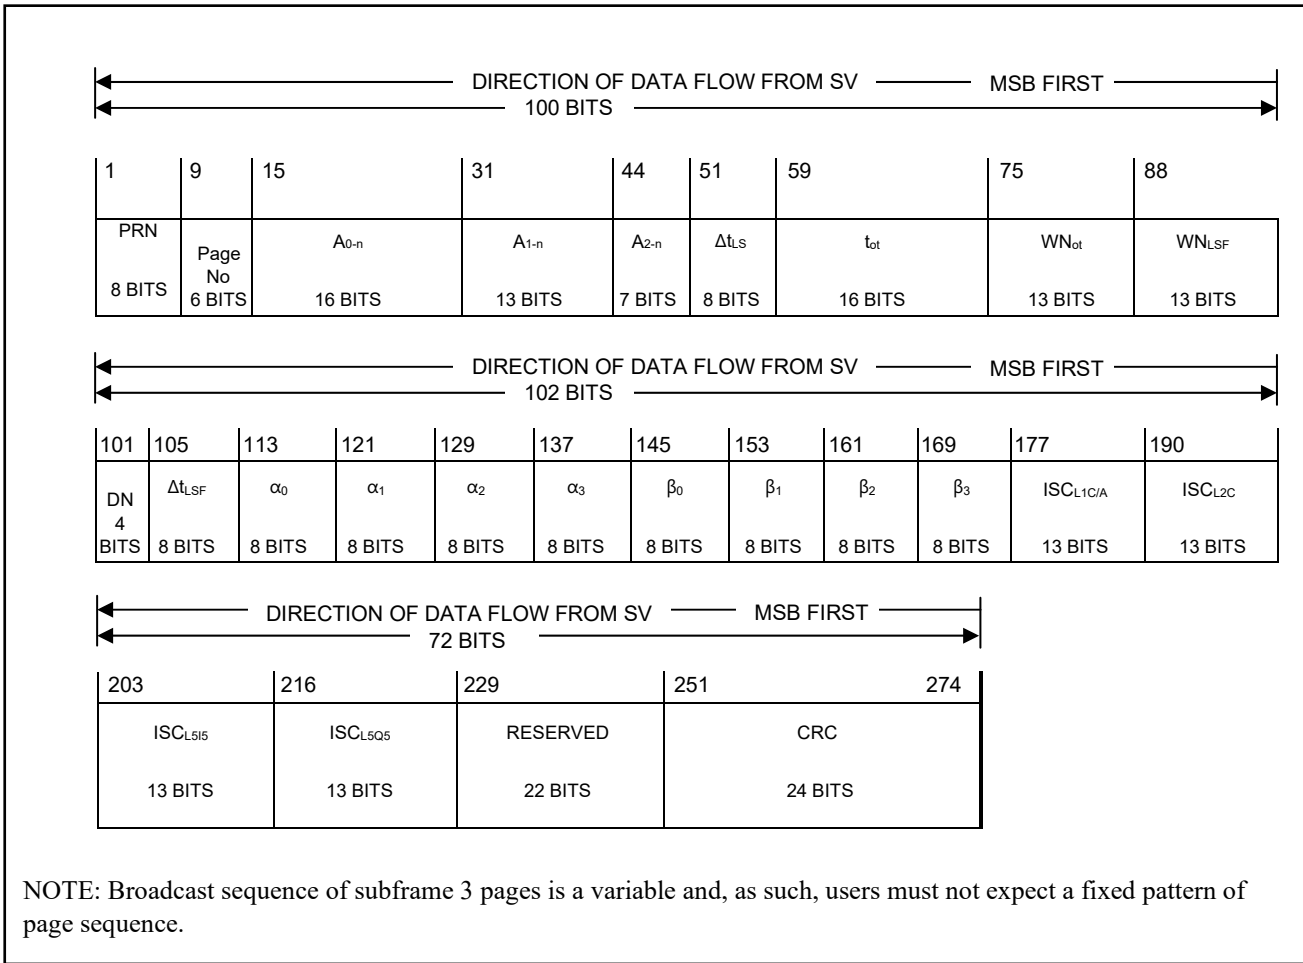 DIRECTION OF DATA FLOW FROM SV MSB FIRST
100 BITS
1 9 15 31 44 51 59 75 88
PRN
8 BITS
Page
No
6 BITS
A0-n
16 BITS
A1-n
13 BITS
A2-n
7 BITS
ΔtLS
8 BITS
tot
16 BITS
WNot
13 BITS
WNLSF
13 BITS
DIRECTION OF DATA FLOW FROM SV MSB FIRST
102 BITS
101 105 113 121 129 137 145 153 161 169 177 190
DN
4
BITS
ΔtLSF
8 BITS
α0
8 BITS
α1
8 BITS
α2
8 BITS
α3
8 BITS
β0
8 BITS
β1
8 BITS
β2
8 BITS
β3
8 BITS
ISCL1C/A
13 BITS
ISCL2C
13 BITS
DIRECTION OF DATA FLOW FROM SV MSB FIRST
72 BITS
203 216 229 251 274
ISCL5I5
13 BITS
ISCL5Q5
13 BITS
RESERVED
22 BITS
CRC
24 BITS
NOTE: Broadcast sequence of subframe 3 pages is a variable and, as such, users must not expect a fixed pattern of
page sequence.